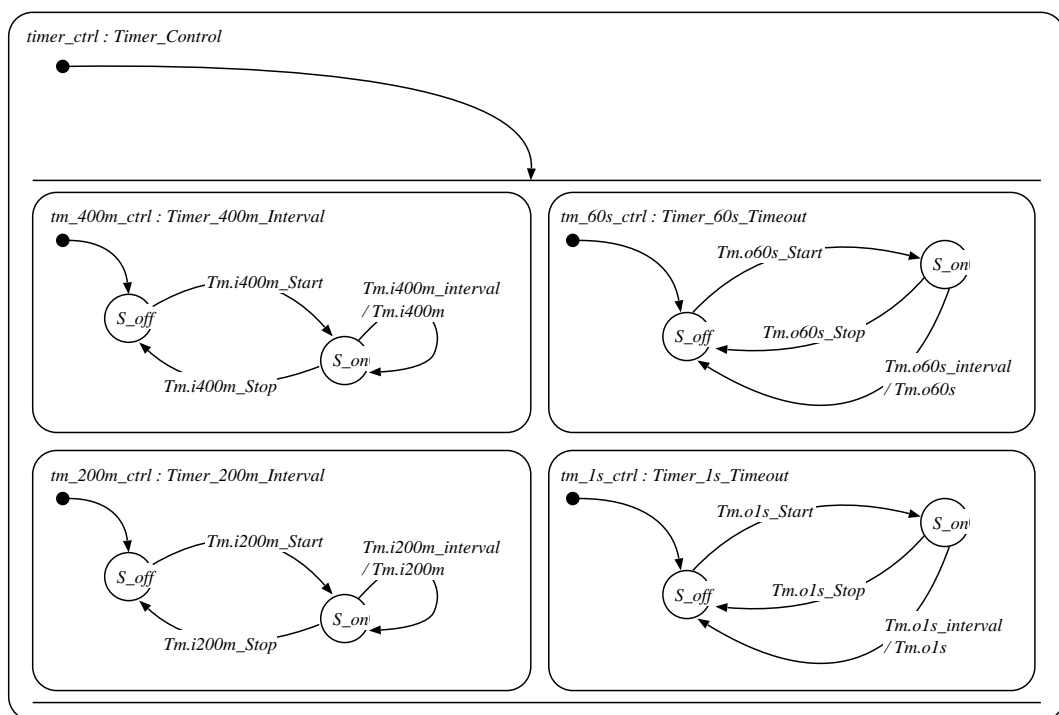 timer_ctrl : Timer_Control
tm_400m_ctrl : Timer_400m_Interval
Tm.i400m_Start
Tm.i400m_interval
/ Tm.i400m
S_off
S_on
Tm.i400m_Stop
tm_60s_ctrl : Timer_60s_Timeout
Tm.o60s_Start
S_on
S_off
Tm.o60s_Stop
Tm.o60s_interval
/ Tm.o60s
tm_200m_ctrl : Timer_200m_Interval
Tm.i200m_Start
Tm.i200m_interval
/ Tm.i200m
S_off
S_on
Tm.i200m_Stop
tm_1s_ctrl : Timer_1s_Timeout
Tm.o1s_Start
S_on
S_off
Tm.o1s_Stop
Tm.o1s_interval
/ Tm.o1s